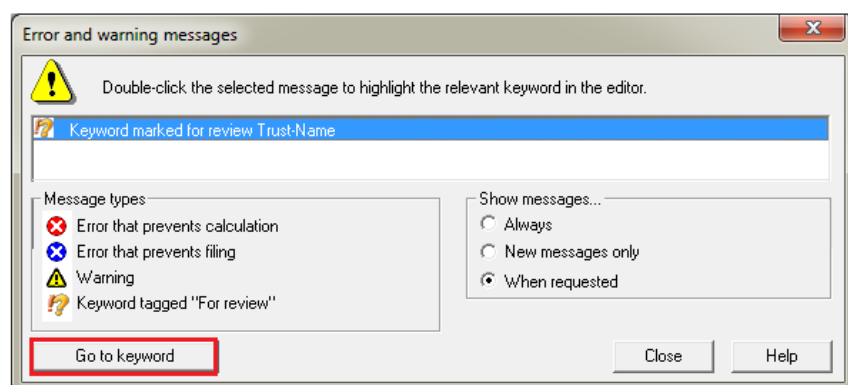 Error and warning messages
Double-click the selected message to highlight the relevant keyword in the editor.
Keyword marked for review Trust-Name
Message types
Error that prevents calculation
Error that prevents filing
Warning
Keyword tagged "For review"
Show messages...
Always
New messages only
When requested
Go to keyword
Close
Help